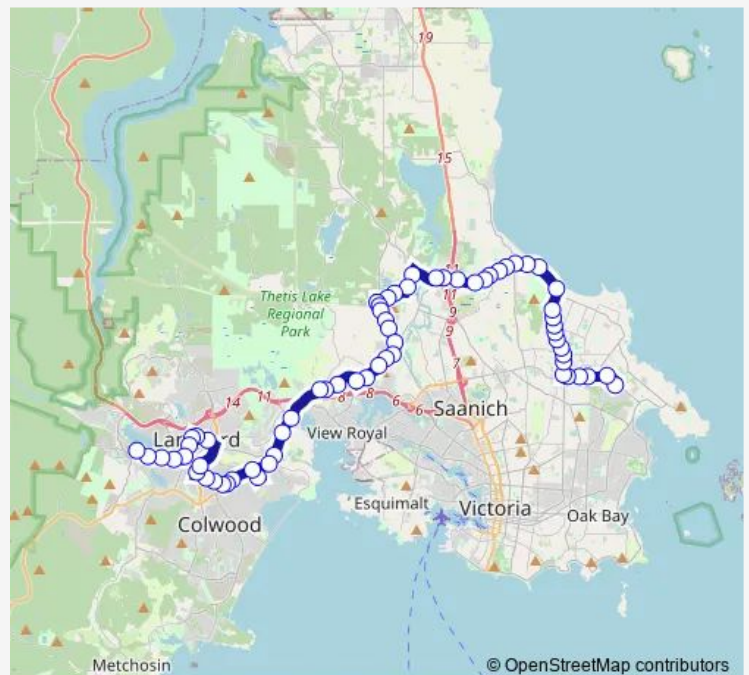 19
15
Thetis Lake
Regional
Park
11
11
9
9
7
14
11
8
8
6
6
Saanich
View Royal
Esquimalt
Victoria
Oak Bay
Colwood
Metchosin
© OpenStreetMap contributors